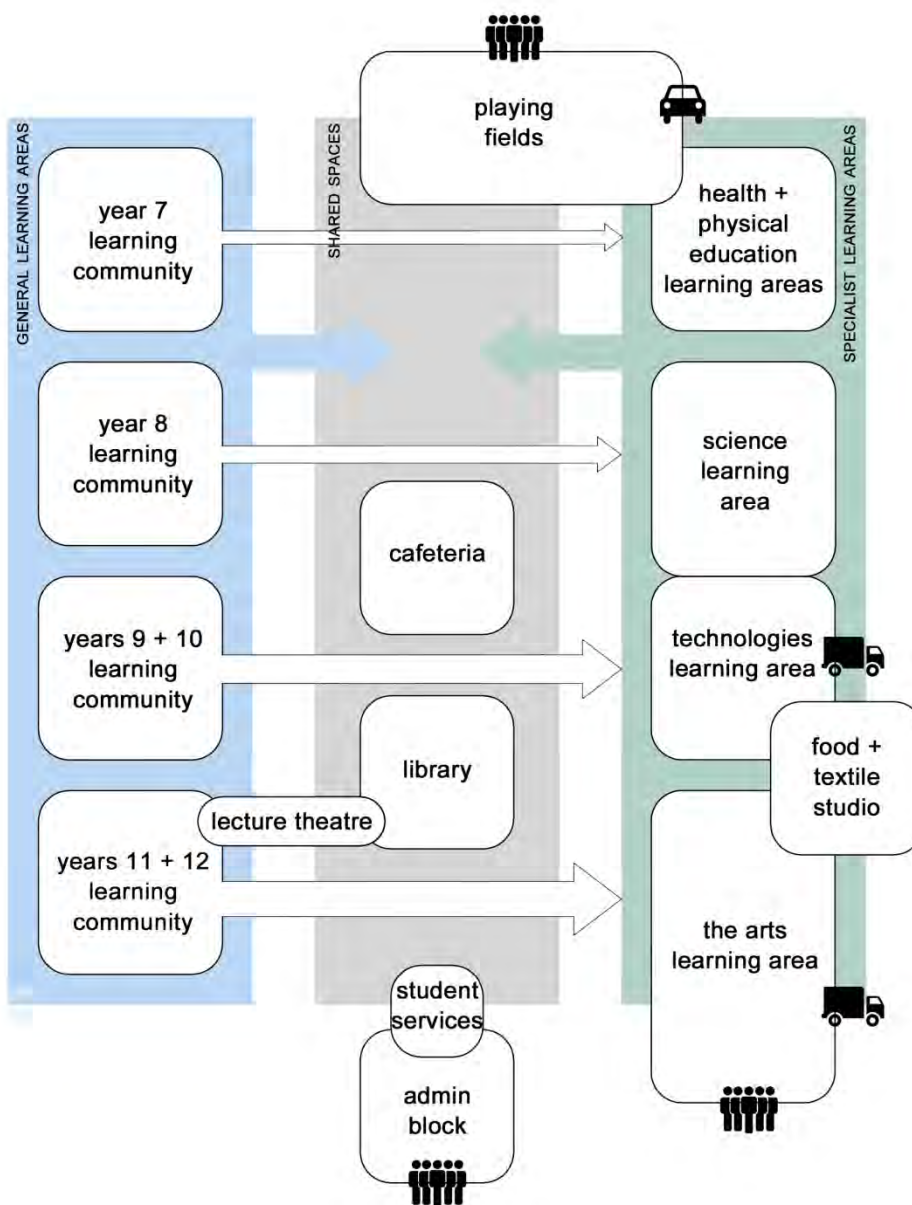 playing
fields
GENERAL LEARNING AREAS
SHARED SPACES
SPECIALIST LEARNING AREAS
year 7
learning
community
health +
physical
education
learning areas
year 8
learning
community
science
learning
area
cafeteria
years 9 + 10
learning
community
technologies
learning area
library
food +
textile
studio
lecture theatre
years 11 + 12
learning
community
the arts
learning area
student
services
admin
block